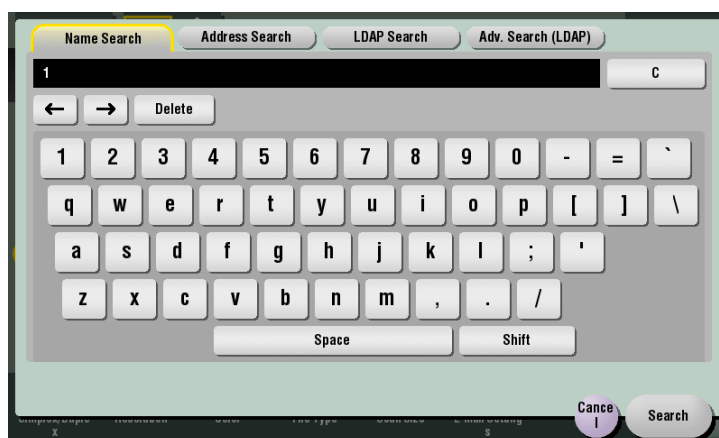 Name Search Address Search LDAP Search Adv. Search (LDAP)
1 C
← → Delete
1 2 3 4 5 6 7 8 9 0 - = `
q w e r t y u i o p [ ] \
a s d f g h j k l ; '
z x c v b n m , . /
Space Shift
Cance
l
Search
x s